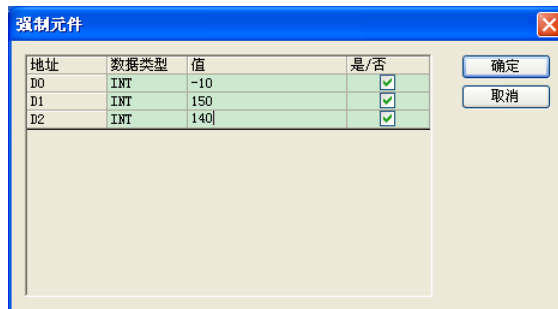 强制元件
地址 数据类型 值 是/否
D0 INT -10
D1 INT 150
D2 INT 140
确定
取消